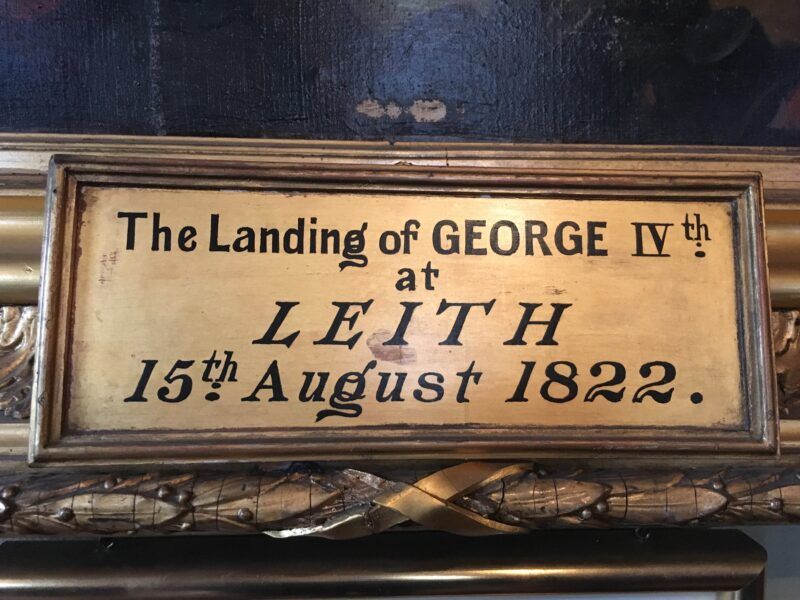 The Landing of GEORGE IVth
at
LEITH
15th August 1822.